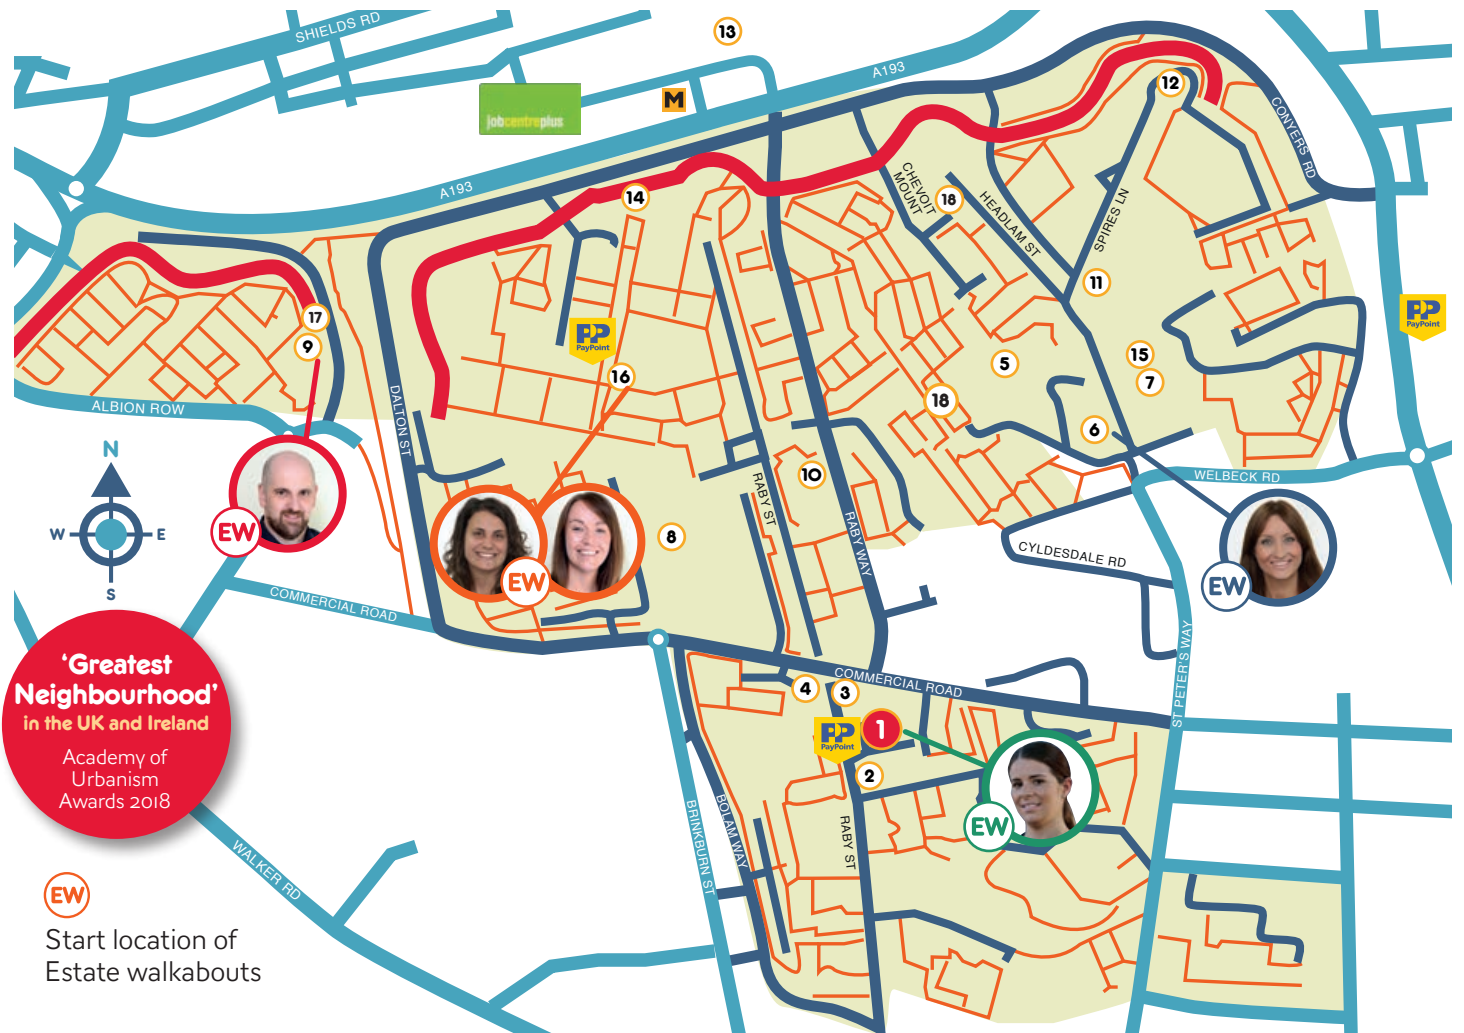 SHIELDS RD
13
A193
M
jobcentreplus
12
CONYERS RD
A193
14
CHEVOIT
MOUNT
18
HEADLAM ST
SPIRES LN
11
17
9
PP
PayPoint
PP
PayPoint
16
5
15
7
ALBION ROW
DALTON ST
18
6
N
W
E
S
10
RABY ST
RABY WAY
WELBECK RD
EW
EW
8
CYLDESDALE RD
EW
COMMERCIAL ROAD
'Greatest
Neighbourhood'
in the UK and Ireland
Academy of
Urbanism
Awards 2018
ST PETER'S WAY
COMMERCIAL ROAD
4
3
PP
PayPoint
1
2
EW
BRINKBURN ST
BOLAM WAY
RABY ST
WALKER RD
EW
Start location of
Estate walkabouts